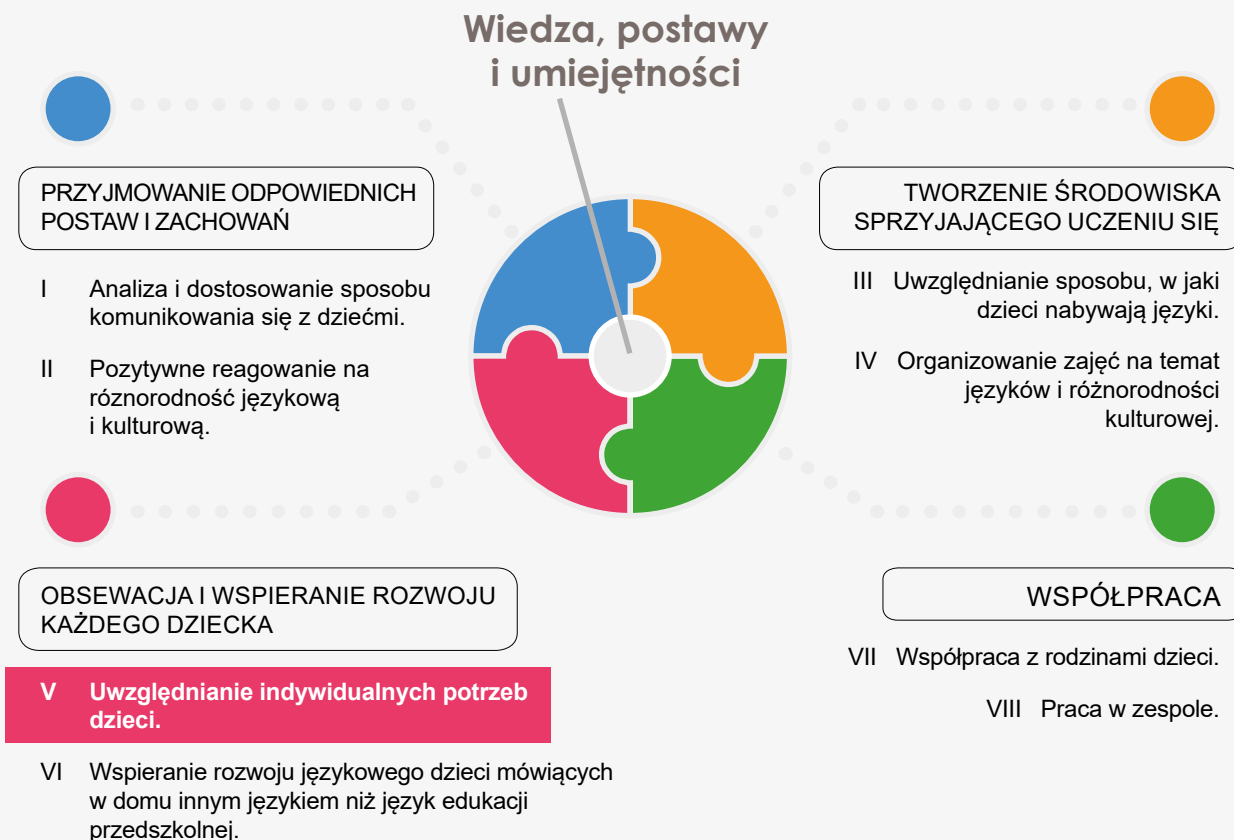 Wiedza, postawy
i umiejętności
PRZYJMOWANIE ODPOWIEDNICH
POSTAW I ZACHOWAŃ
I Analiza i dostosowanie sposobu
komunikowania się z dziećmi.
II Pozytywne reagowanie na
róznorodność językową
i kulturową.
TWORZENIE ŚRODOWISKA
SPRZYJAJĄCEGO UCZENIU SIĘ
III Uwzględnianie sposobu, w jaki
dzieci nabywają języki.
IV Organizowanie zajęć na temat
języków i różnorodności
kulturowej.
OBSEWACJA I WSPIERANIE ROZWOJU
KAŻDEGO DZIECKA
V Uwzględnianie indywidualnych potrzeb
dzieci.
VI Wspieranie rozwoju językowego dzieci mówiących
w domu innym językiem niż język edukacji
przedszkolnej.
WSPÓŁPRACA
VII Współpraca z rodzinami dzieci.
VIII Praca w zespole.